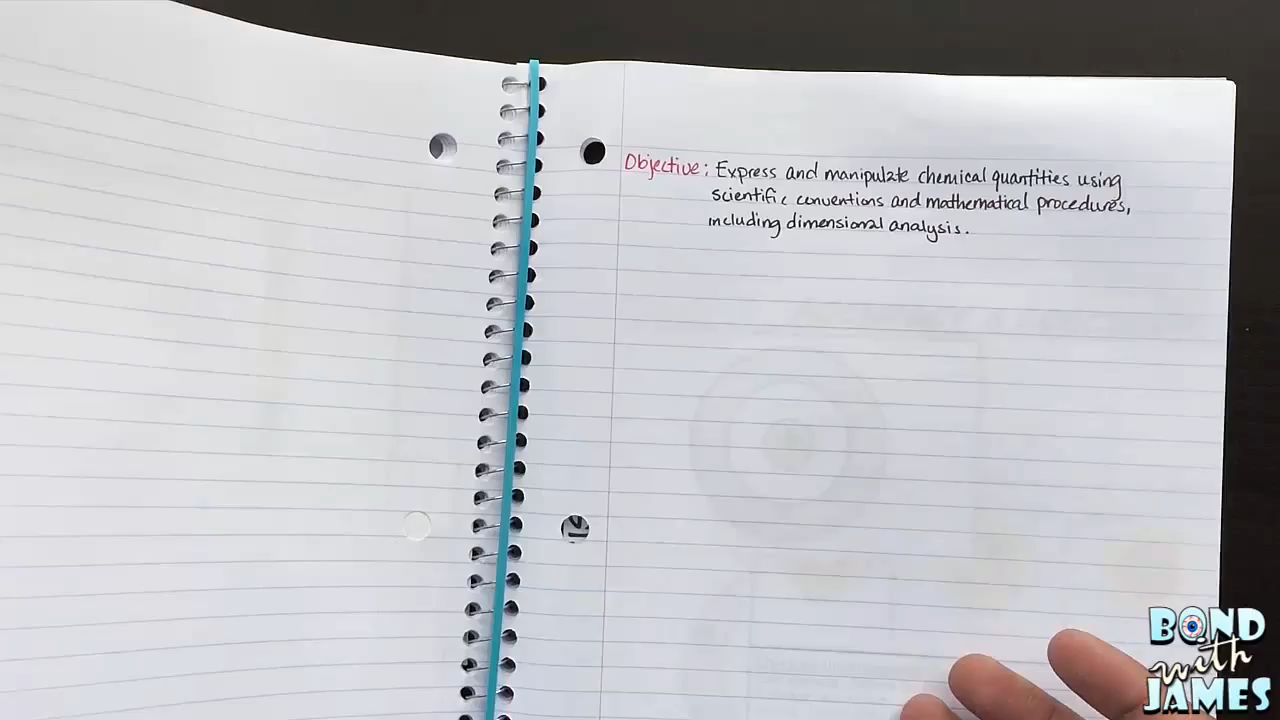 Objective: Express and manipulate chemical quantities using
scientific conventions and mathematical procedures,
including dimensional analysis.
BOND
with
JAMES